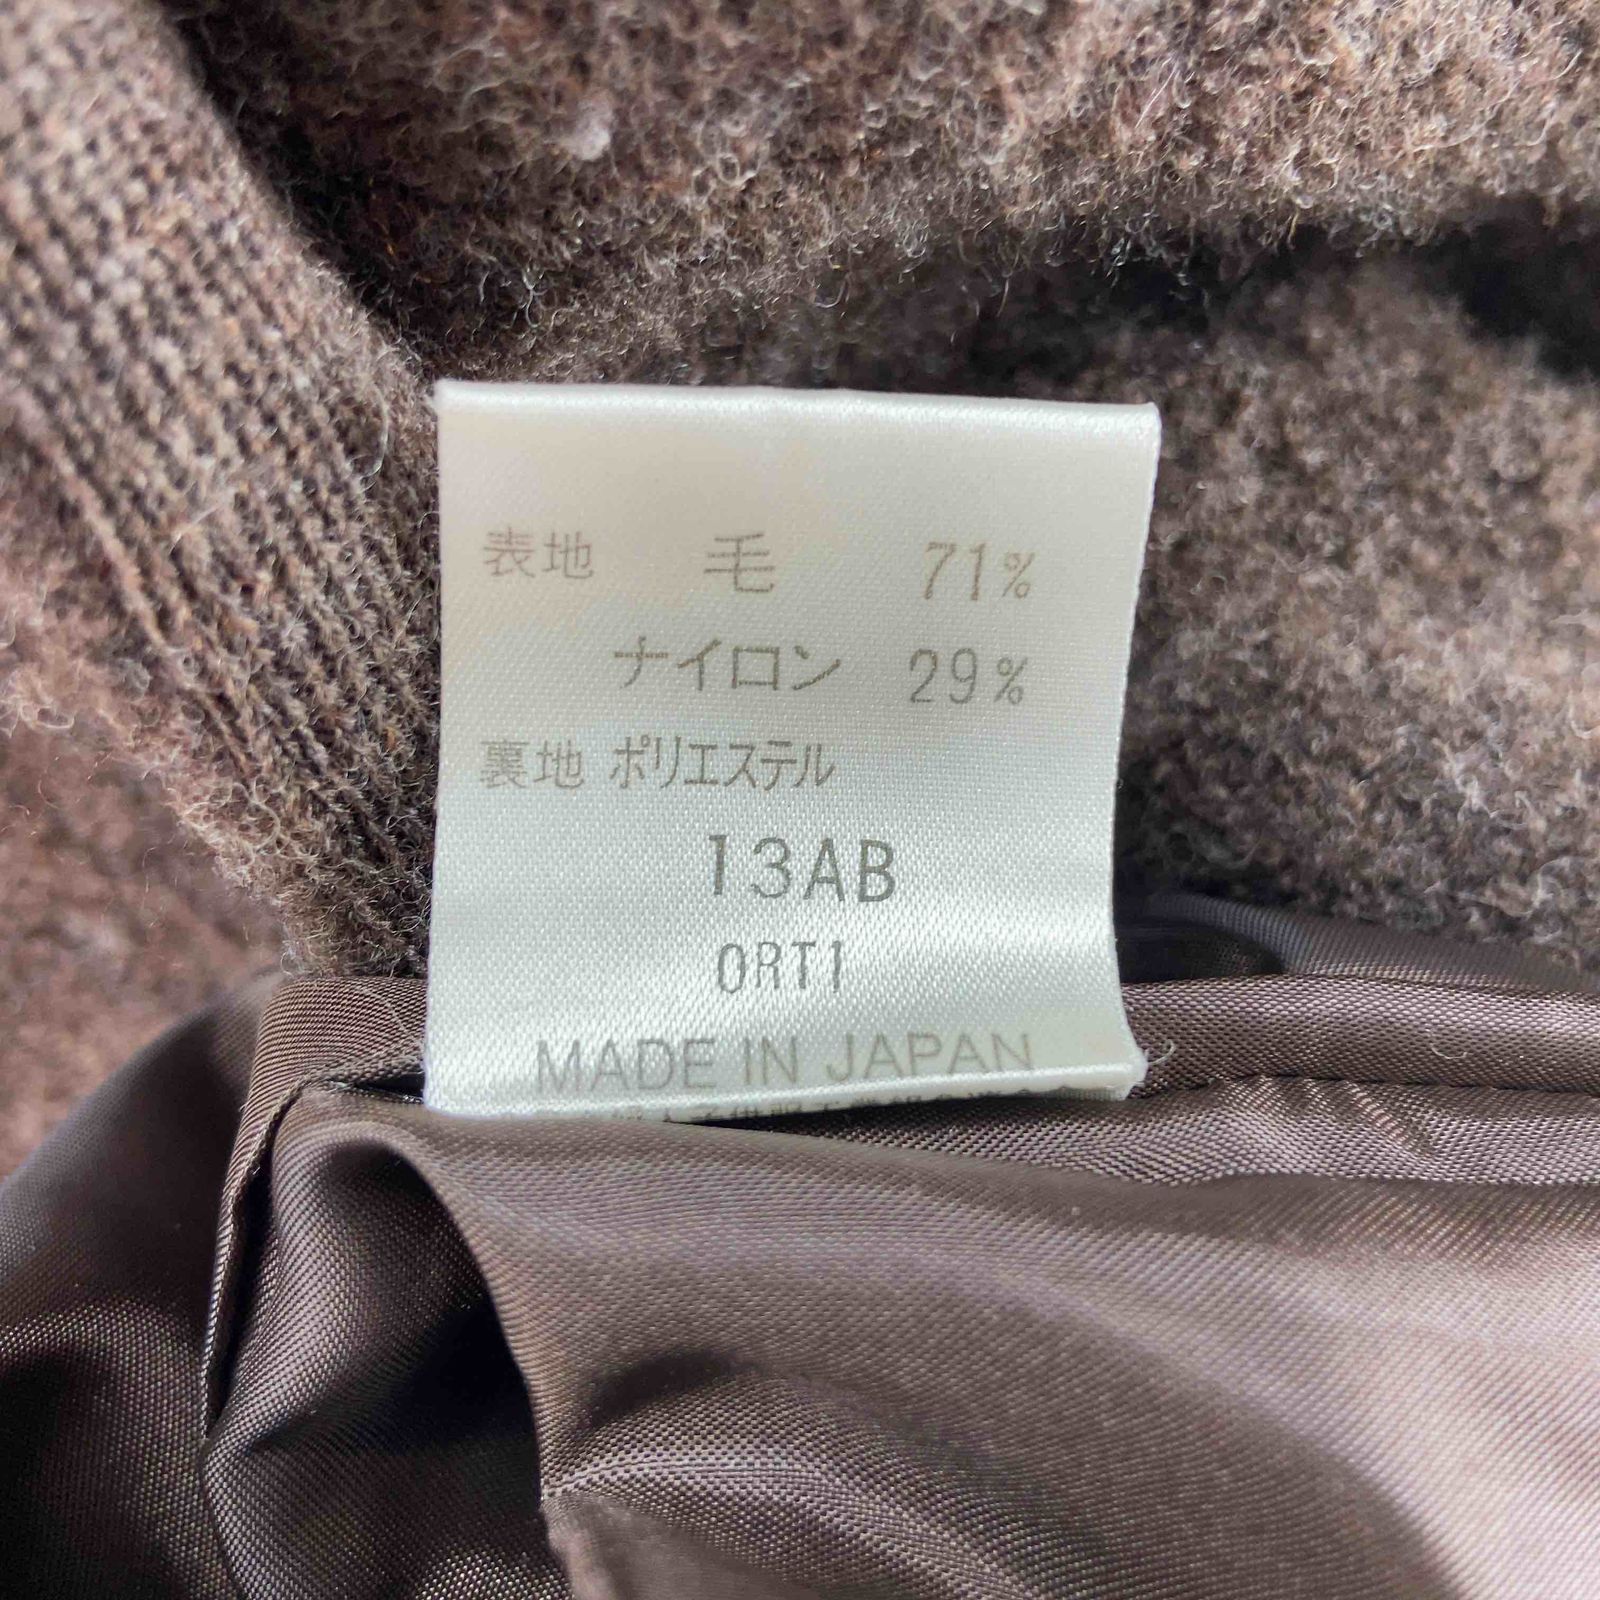 表地 毛 71%
ナイロン 29%
裏地 ポリエステル
13AB
ORT1
MADE IN JAPAN